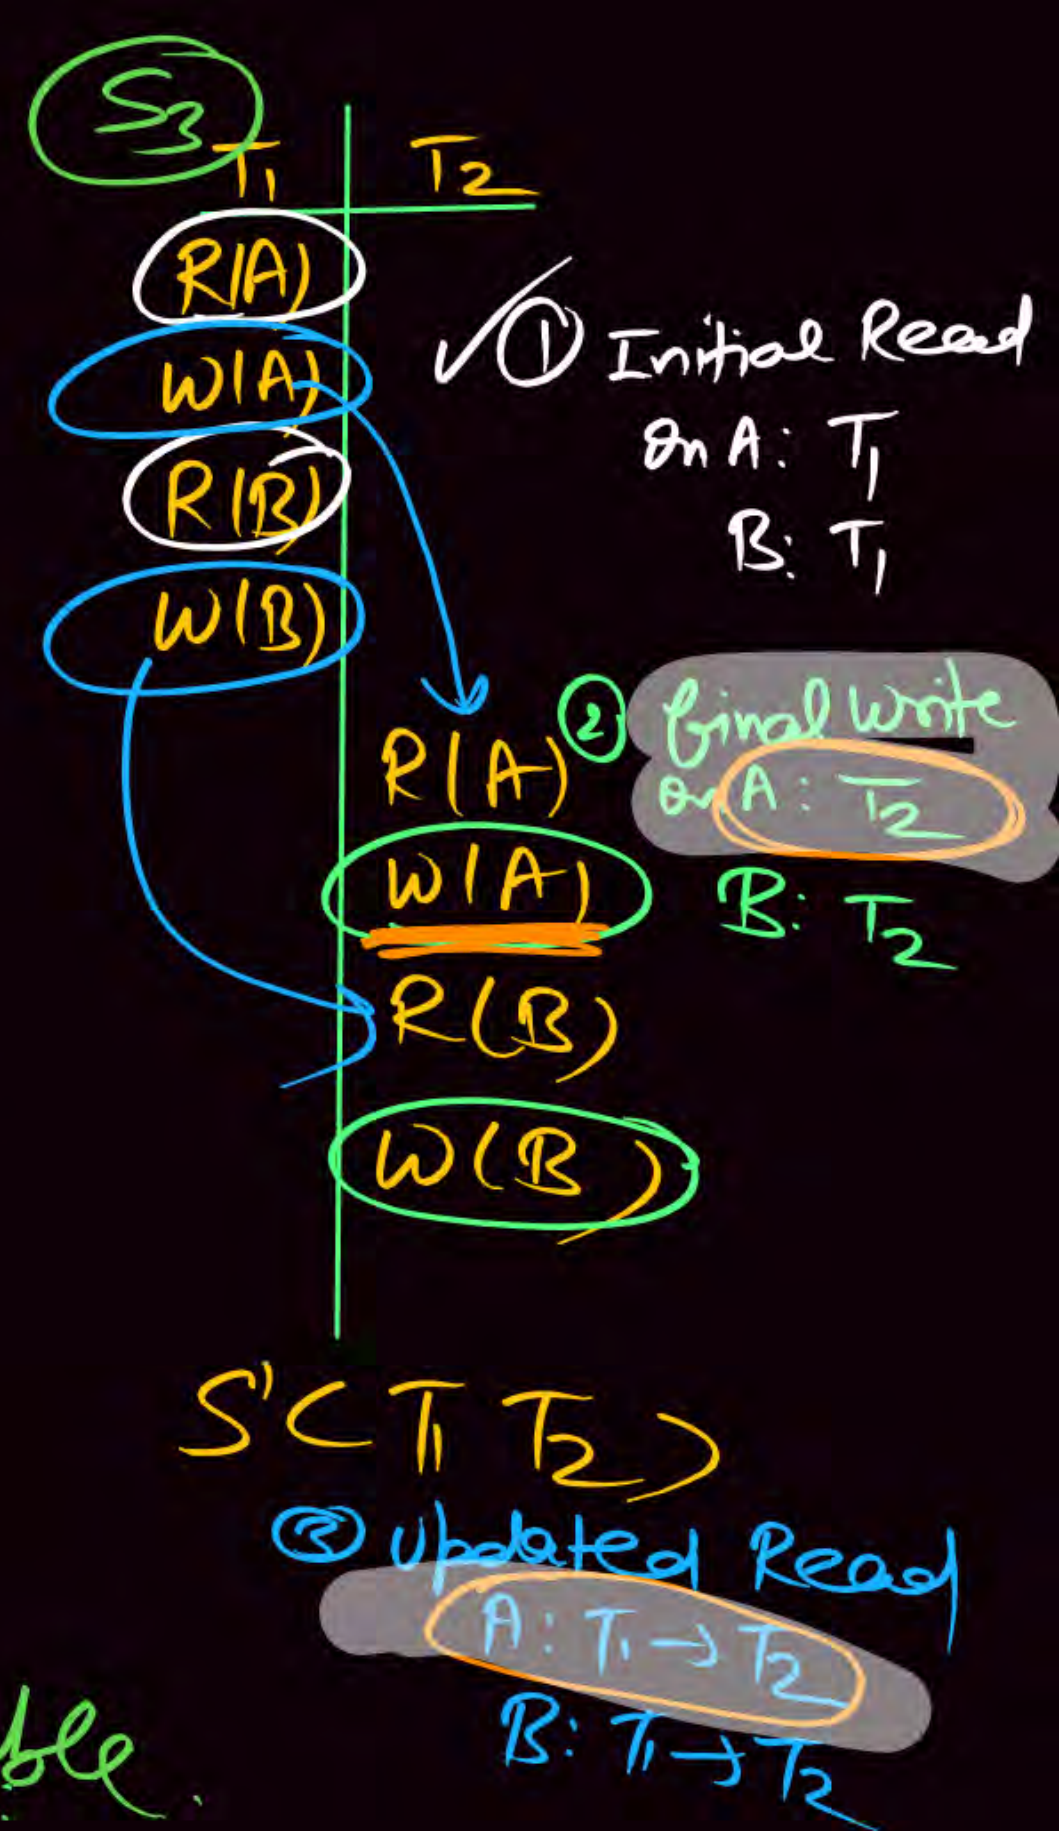 S3
T1 T2
R(A)
W(A)
① Initial Read
on A: T1
R(B)
B: T1
W(B)
② final write
R(A)
on A: T2
W(A)
B: T2
R(B)
W(B)
S'(T1 T2)
③ Updated Read
A: T1 → T2
B: T1 → T2
ble.